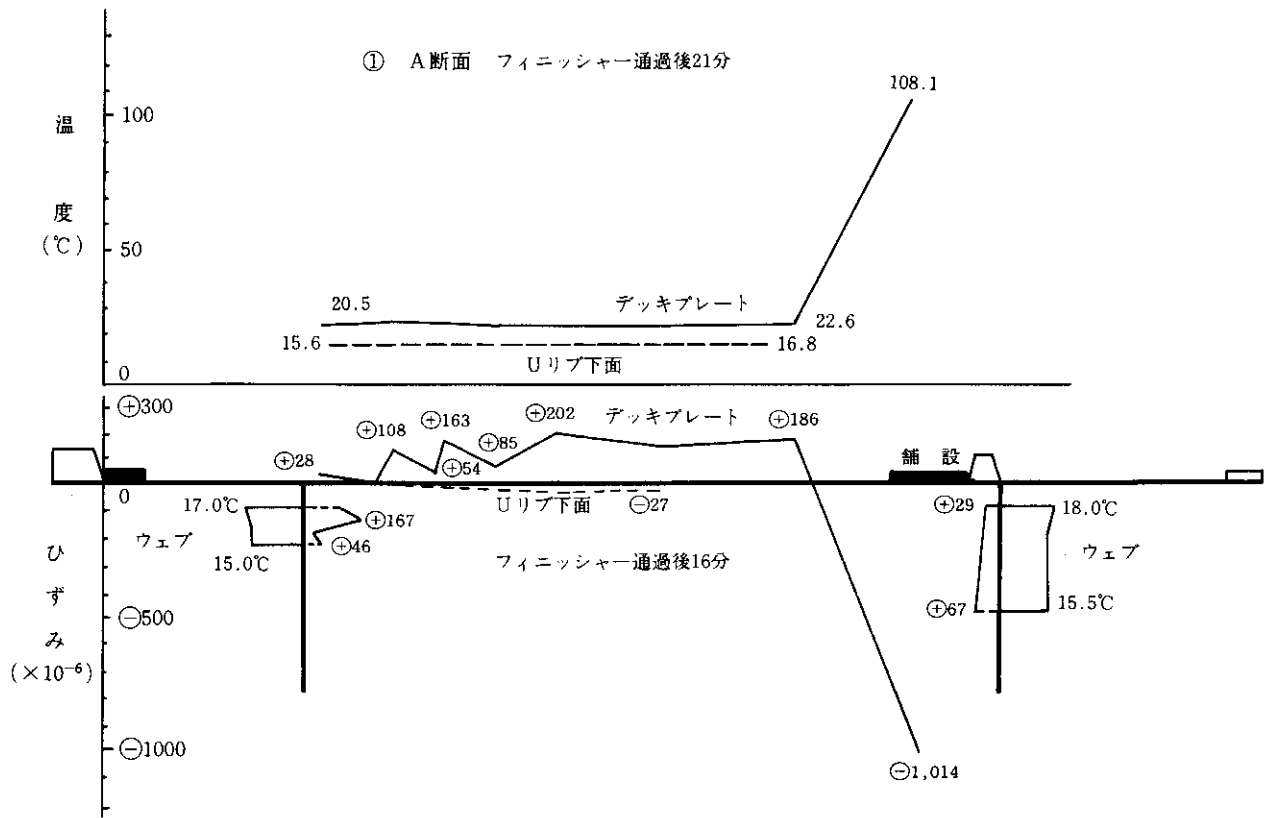 ① A断面 フィニッシャー通過後21分
温度
(℃)
100
50
0
108.1
20.5
デッキプレート
22.6
15.6
16.8
Uリブ下面
ひずみ
(×10⁻⁶)
⊕300
0
⊖500
⊖1000
⊕28
⊕108
⊕163
⊕54
⊕85
⊕202
デッキプレート
⊕186
舗設
17.0℃
ウェブ
15.0℃
⊕167
⊕46
Uリブ下面
⊖27
フィニッシャー通過後16分
⊕29
18.0℃
ウェブ
⊕67
15.5℃
⊖1,014